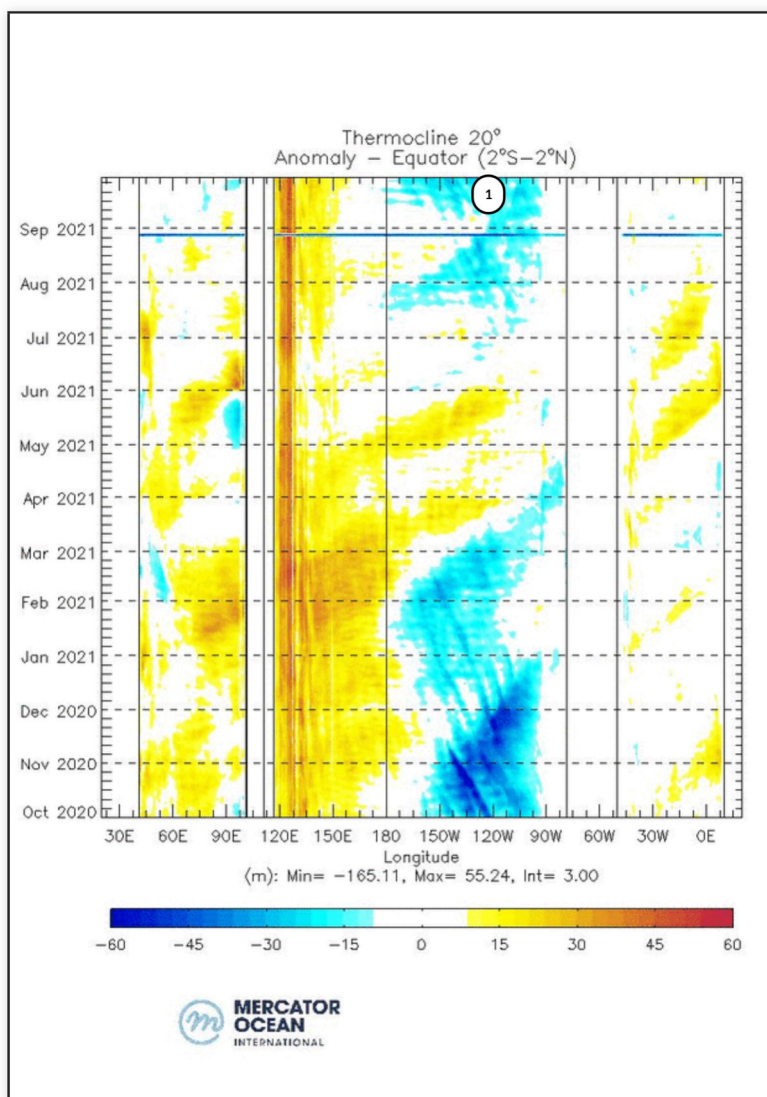 Thermocline 20°
Anomaly – Equator (2°S–2°N)
1
Sep 2021
Aug 2021
Jul 2021
Jun 2021
May 2021
Apr 2021
Mar 2021
Feb 2021
Jan 2021
Dec 2020
Nov 2020
Oct 2020
30E 60E 90E 120E 150E 180 150W 120W 90W 60W 30W 0E
Longitude
(m): Min= −165.11, Max= 55.24, Int= 3.00
−60 −45 −30 −15 0 15 30 45 60
m MERCATOR
OCEAN
INTERNATIONAL